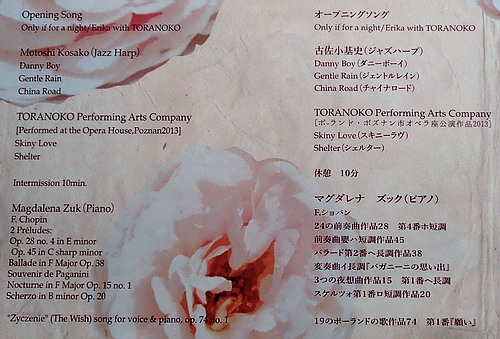 Opening Song
Only if for a night/Erika with TORANOKO
Motoshi Kosako (Jazz Harp)
Danny Boy
Gentle Rain
China Road
TORANOKO Performing Arts Company
[Performed at the Opera House,Poznan2013]
Skiny Love
Shelter
Intermission 10min.
Magdalena Zuk (Piano)
F. Chopin
2 Préludes:
Op. 28 no. 4 in E minor
Op. 45 in C sharp minor
Ballade in F Major Op. 38
Souvenir de Paganini
Nocturne in F Major Op. 15 no. 1
Scherzo in B minor Op. 20
"Zyczenie" (The Wish) song for voice & piano, op. 74 no. 1
オープニングソング
Only if for a night/Erika with TORANOKO
古佐小基史（ジャズハープ）
Danny Boy（ダニーボーイ）
Gentle Rain（ジェントルレイン）
China Road（チャイナロード）
TORANOKO Performing Arts Company
［ポーランド・ポズナン市オペラ座公演作品2013］
Skiny Love（スキニーラヴ）
Shelter（シェルター）
休憩　10分
マグダレナ　ズック（ピアノ）
F.ショパン
24の前奏曲作品28　第4番ホ短調
前奏曲嬰ハ短調作品45
バラード第2番ヘ長調作品38
変奏曲イ長調『パガニーニの思い出』
3つの夜想曲作品15　第1番ヘ長調
スケルツォ第1番ロ短調作品20
19のポーランドの歌作品74　第1番『願い』